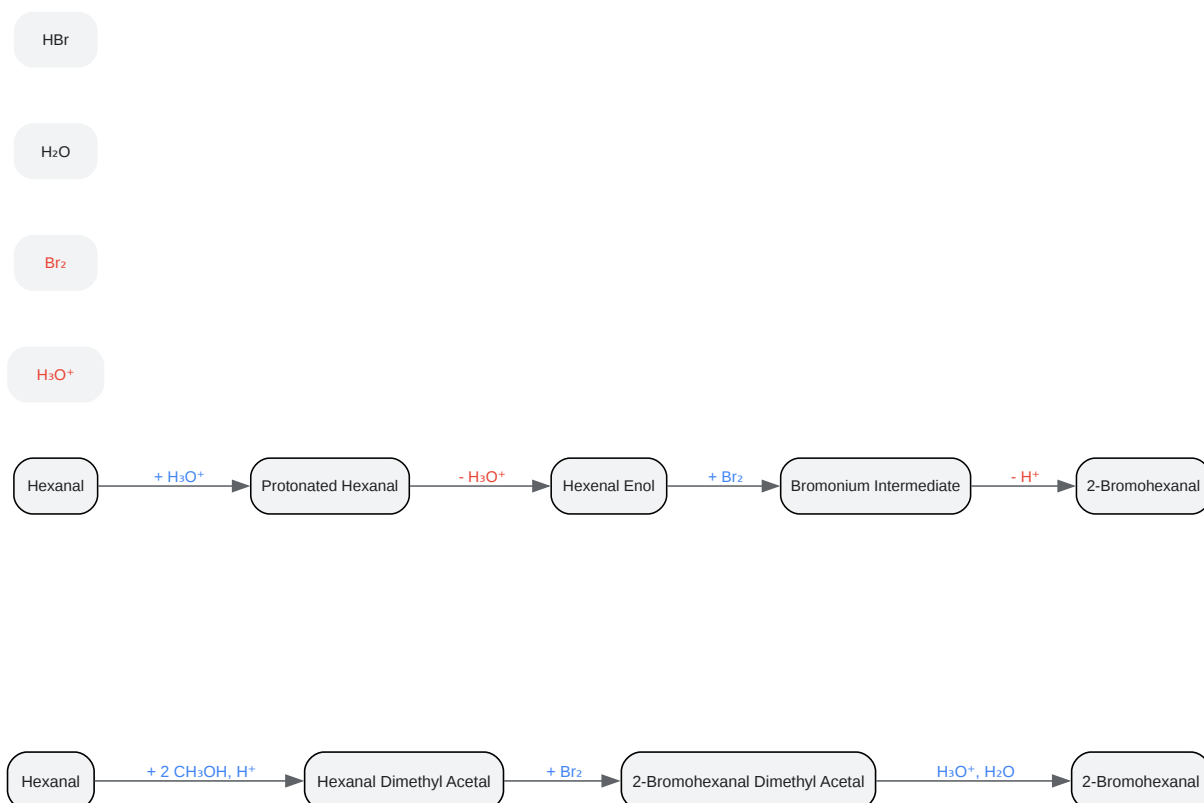 HBr
H₂O
Br₂
H₃O⁺
Hexanal
+ H₃O⁺
Protonated Hexanal
- H₃O⁺
Hexenal Enol
+ Br₂
Bromonium Intermediate
- H⁺
2-Bromohexanal
Hexanal
+ 2 CH₃OH, H⁺
Hexanal Dimethyl Acetal
+ Br₂
2-Bromohexanal Dimethyl Acetal
H₃O⁺, H₂O
2-Bromohexanal